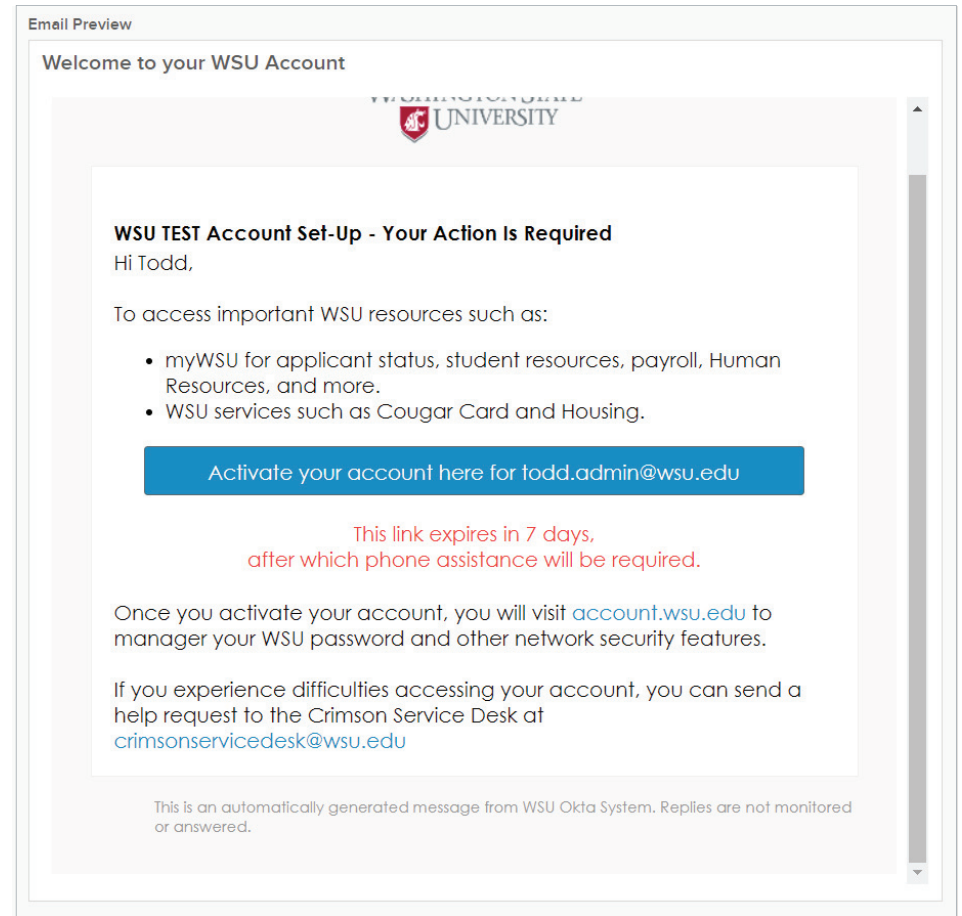 Email Preview
Welcome to your WSU Account
WASHINGTON STATE
UNIVERSITY
WSU TEST Account Set-Up - Your Action Is Required
Hi Todd,
To access important WSU resources such as:
• myWSU for applicant status, student resources, payroll, Human
Resources, and more.
• WSU services such as Cougar Card and Housing.
Activate your account here for todd.admin@wsu.edu
This link expires in 7 days,
after which phone assistance will be required.
Once you activate your account, you will visit account.wsu.edu to
manager your WSU password and other network security features.
If you experience difficulties accessing your account, you can send a
help request to the Crimson Service Desk at
crimsonservicedesk@wsu.edu
This is an automatically generated message from WSU Okta System. Replies are not monitored
or answered.